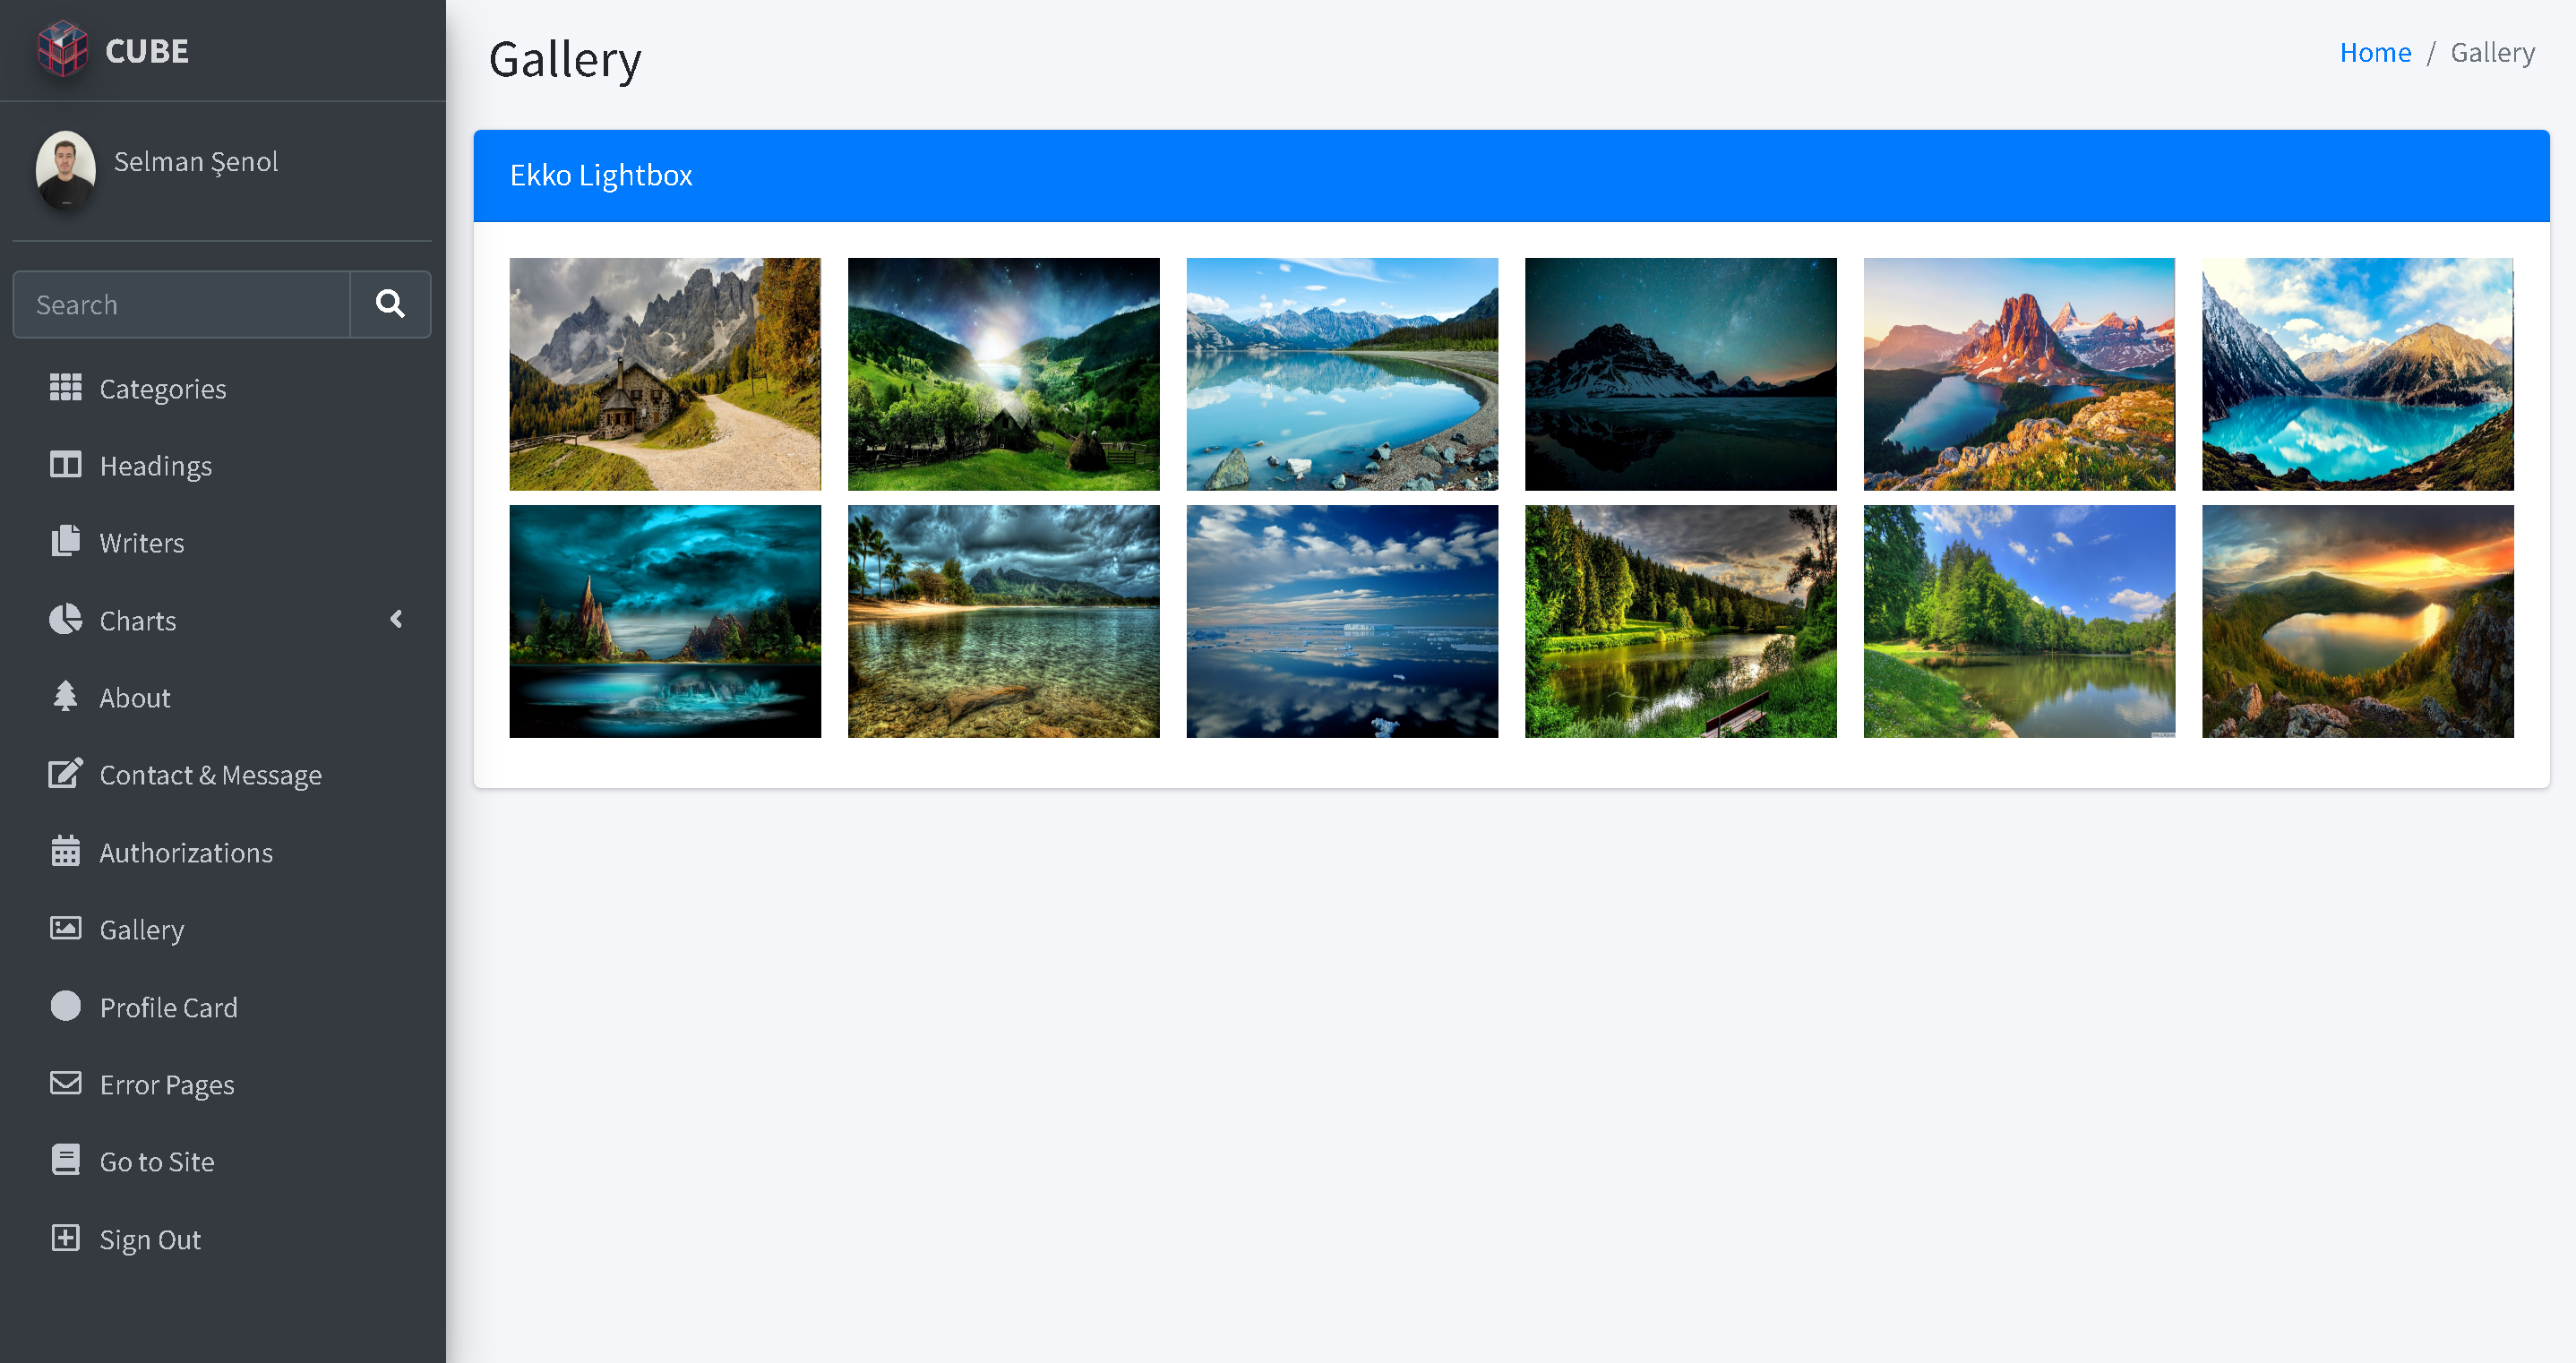 CUBE
Selman Şenol
Search
Categories
Headings
Writers
Charts
About
Contact & Message
Authorizations
Gallery
Profile Card
Error Pages
Go to Site
Sign Out
Gallery
Home / Gallery
Ekko Lightbox